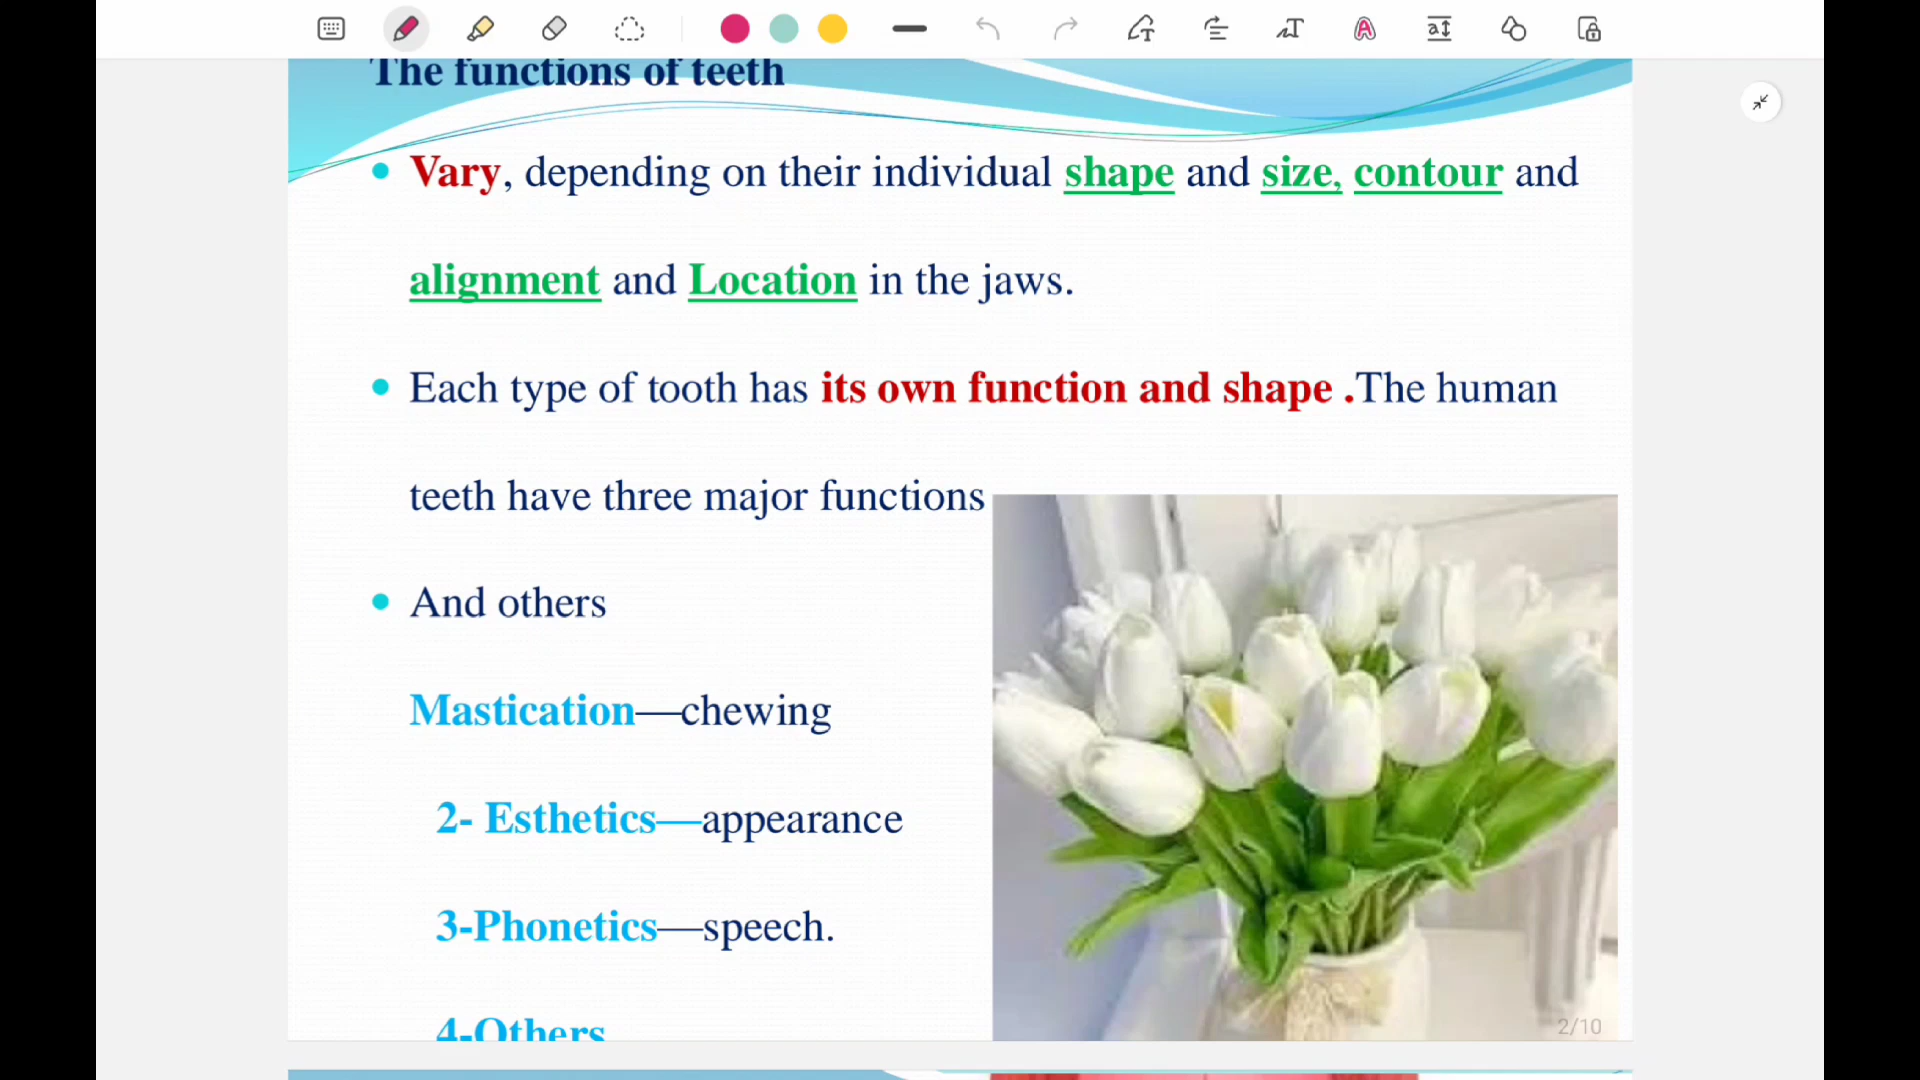 The functions of teeth
Vary, depending on their individual shape and size, contour and
alignment and Location in the jaws.
Each type of tooth has its own function and shape .The human
teeth have three major functions
And others
Mastication—chewing
2- Esthetics—appearance
3-Phonetics—speech.
4-Others
2/10